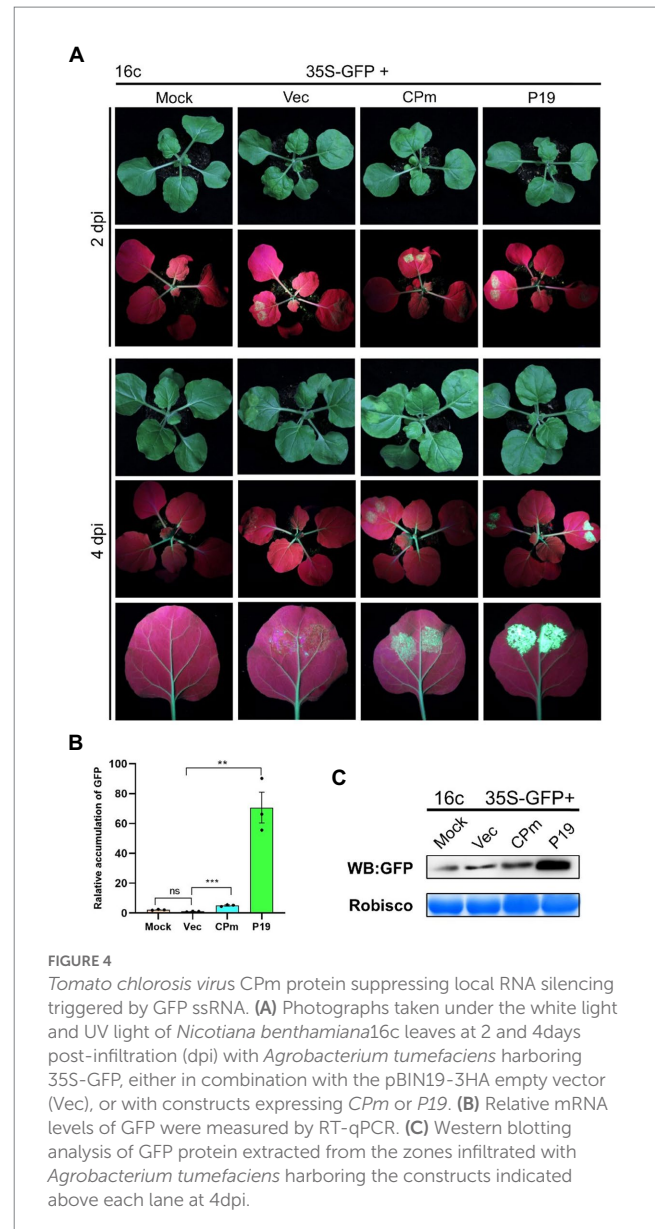 A
16c 35S-GFP +
Mock Vec CPm P19
2 dpi
4 dpi
B
Relative accumulation of GFP
100
80
60
40
20
0
ns
***
**
Mock Vec CPm P19
C
16c 35S-GFP+
Mock Vec CPm P19
WB:GFP
Robisco
FIGURE 4
Tomato chlorosis virus CPm protein suppressing local RNA silencing
triggered by GFP ssRNA. (A) Photographs taken under the white light
and UV light of Nicotiana benthamiana16c leaves at 2 and 4days
post-infiltration (dpi) with Agrobacterium tumefaciens harboring
35S-GFP, either in combination with the pBIN19-3HA empty vector
(Vec), or with constructs expressing CPm or P19. (B) Relative mRNA
levels of GFP were measured by RT-qPCR. (C) Western blotting
analysis of GFP protein extracted from the zones infiltrated with
Agrobacterium tumefaciens harboring the constructs indicated
above each lane at 4dpi.